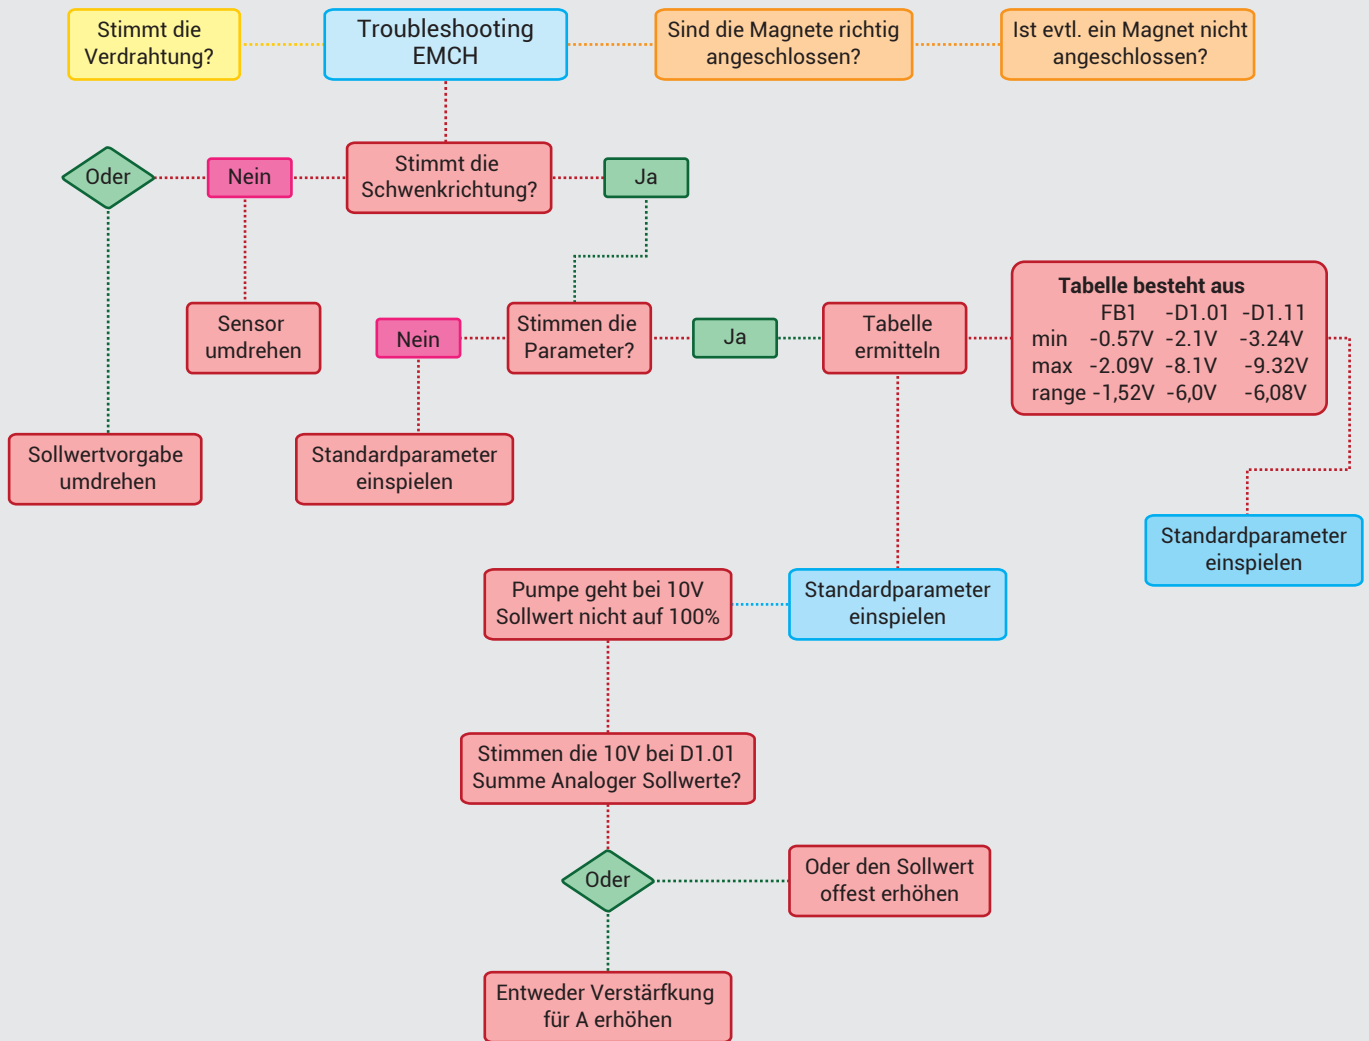 Stimmt die
Verdrahtung?
Troubleshooting
EMCH
Sind die Magnete richtig
angeschlossen?
Ist evtl. ein Magnet nicht
angeschlossen?
Oder
Nein
Stimmt die
Schwenkrichtung?
Ja
Sensor
umdrehen
Nein
Stimmen die
Parameter?
Ja
Tabelle
ermitteln
Tabelle besteht aus
FB1 -D1.01 -D1.11
min -0.57V -2.1V -3.24V
max -2.09V -8.1V -9.32V
range -1,52V -6,0V -6,08V
Sollwertvorgabe
umdrehen
Standardparameter
einspielen
Standardparameter
einspielen
Pumpe geht bei 10V
Sollwert nicht auf 100%
Standardparameter
einspielen
Stimmen die 10V bei D1.01
Summe Analoger Sollwerte?
Oder
Oder den Sollwert
offest erhöhen
Entweder Verstärfkung
für A erhöhen